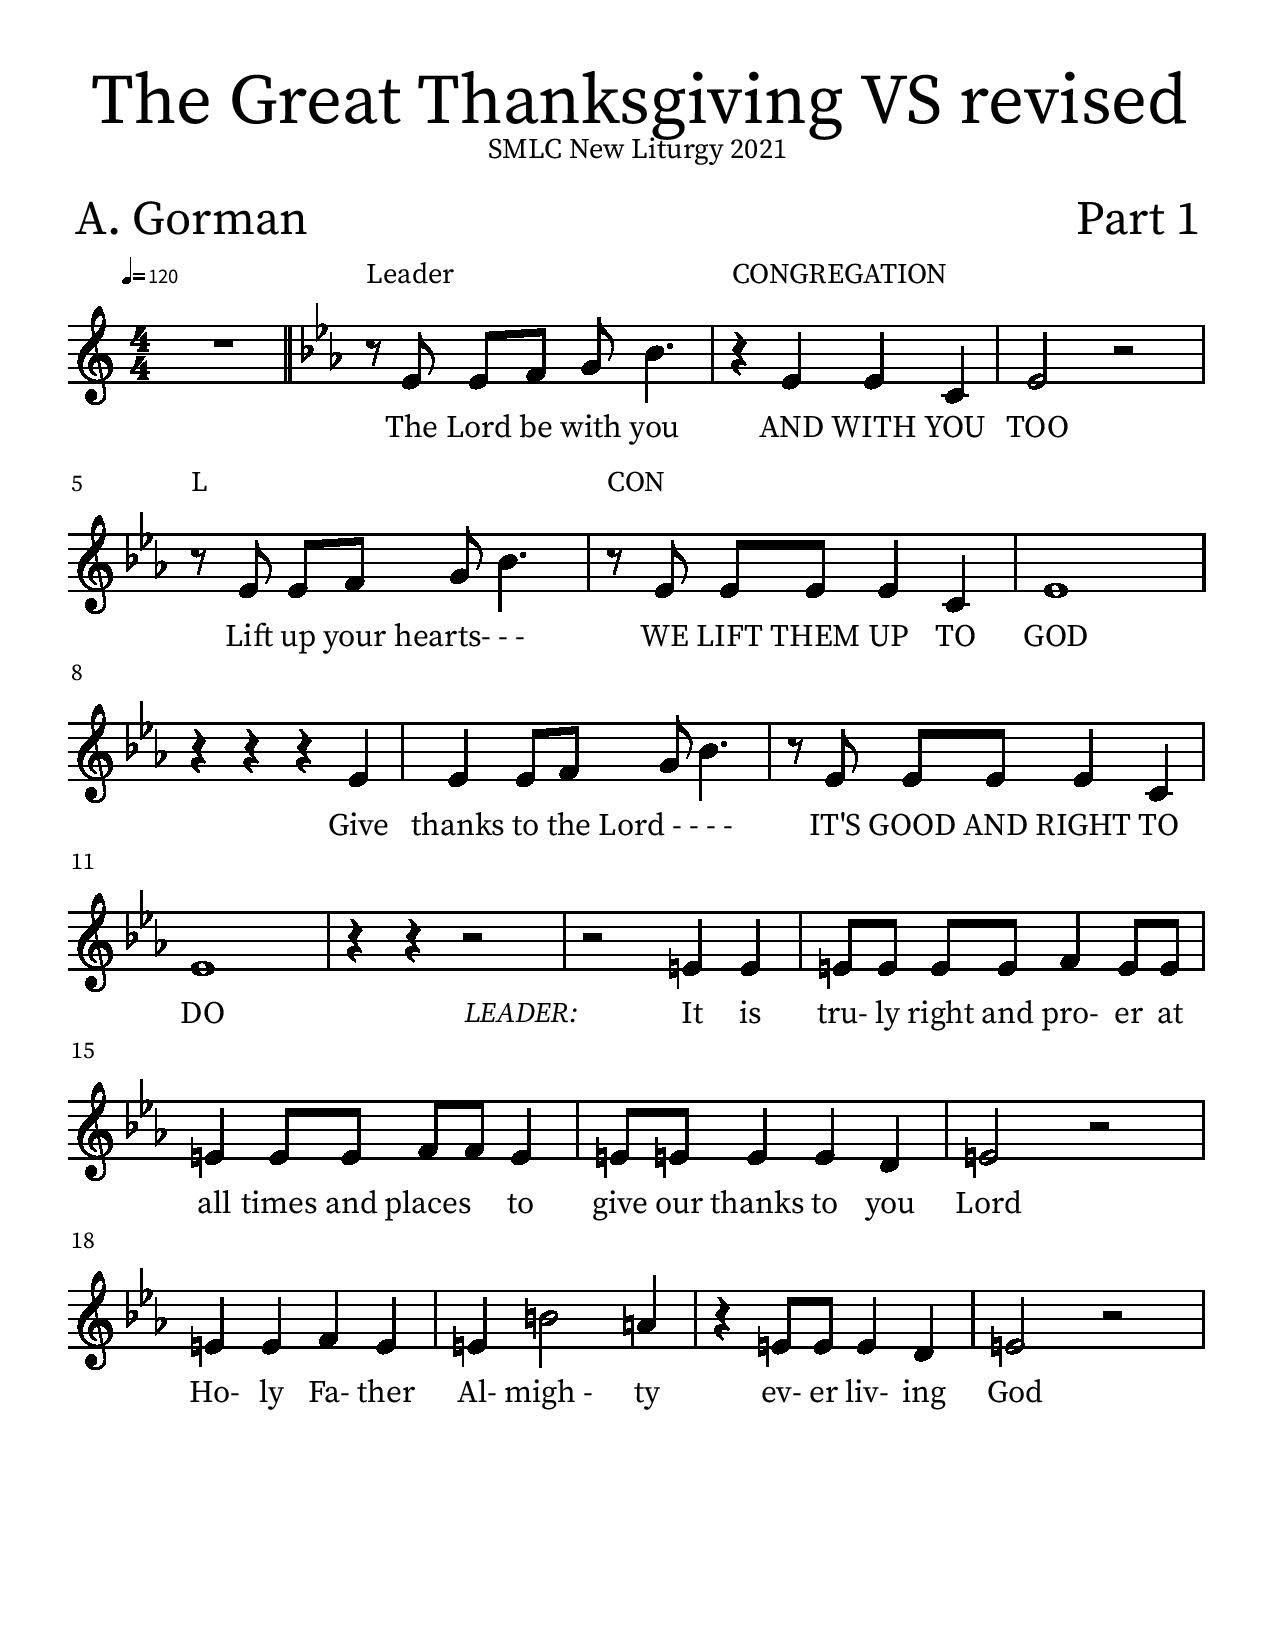 The Great Thanksgiving VS revised
SMLC New Liturgy 2021
A. Gorman Part 1
♩=120 Leader CONGREGATION
4
4
The Lord be with you AND WITH YOU TOO
5 L CON
Lift up your hearts- - - WE LIFT THEM UP TO GOD
8
Give thanks to the Lord - - - - IT'S GOOD AND RIGHT TO
11
DO LEADER: It is tru- ly right and pro- er at
15
all times and places to give our thanks to you Lord
18
Ho- ly Fa- ther Al- migh - ty ev- er liv- ing God